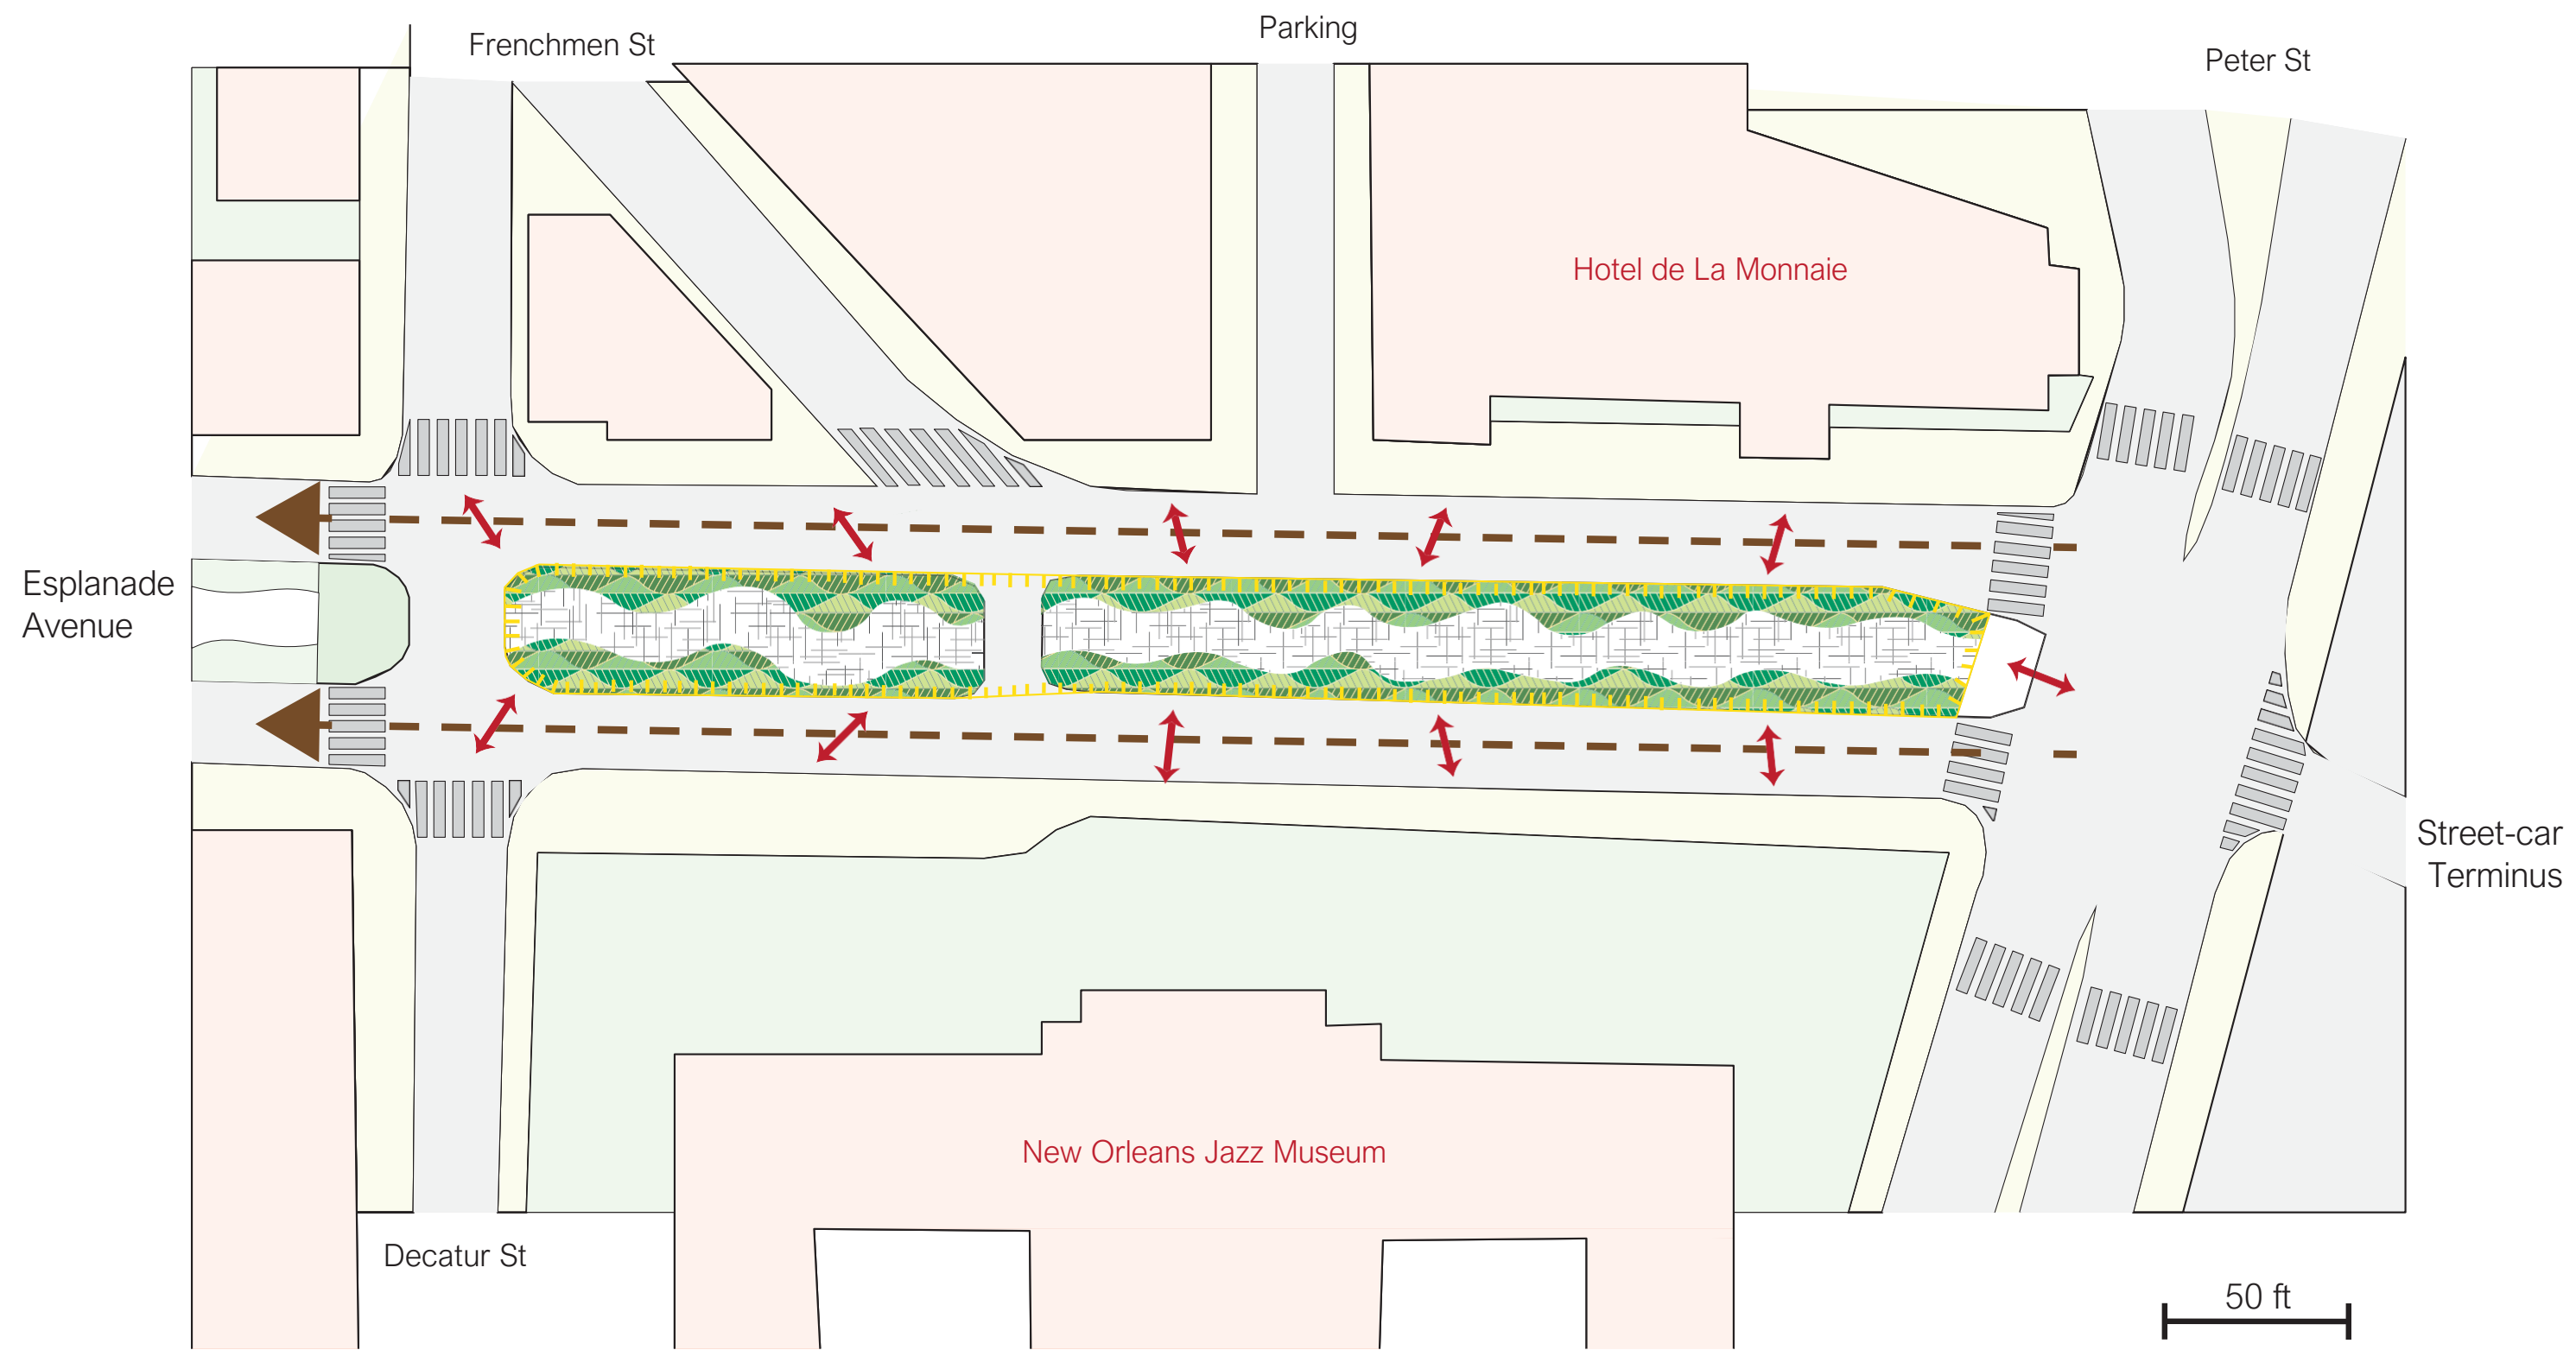 Parking
Frenchmen St
Peter St
Hotel de La Monnaie
Esplanade
Avenue
Street-car
Terminus
New Orleans Jazz Museum
Decatur St
50 ft